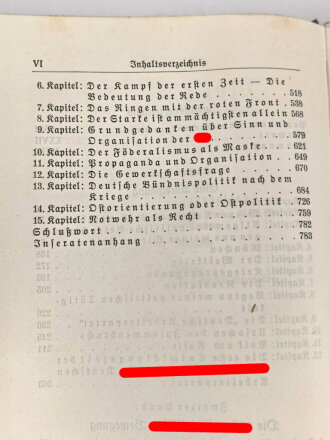 VI Inhaltsverzeichnis
6. Kapitel: Der Kampf der ersten Zeit — Die
Bedeutung der Rede . . . . . . . . 518
7. Kapitel: Das Ringen mit der roten Front . 538
8. Kapitel: Der Starke ist am mächtigsten allein 568
9. Kapitel: Grundgedanken über Sinn und
Organisation der . . . . . . . . 579
10. Kapitel: Der Föderalismus als Maske . . . 621
11. Kapitel: Propaganda und Organisation . . . 649
12. Kapitel: Die Gewerkschaftsfrage . . . . . 670
13. Kapitel: Deutsche Bündnispolitik nach dem
Kriege . . . . . . . . . . . . . 684
14. Kapitel: Ostorientierung oder Ostpolitik . . 726
15. Kapitel: Notwehr als Recht . . . . . . . 759
Schlußwort . . . . . . . . . . . . . . . 782
Inseratenanhang . . . . . . . . . . . . . 783